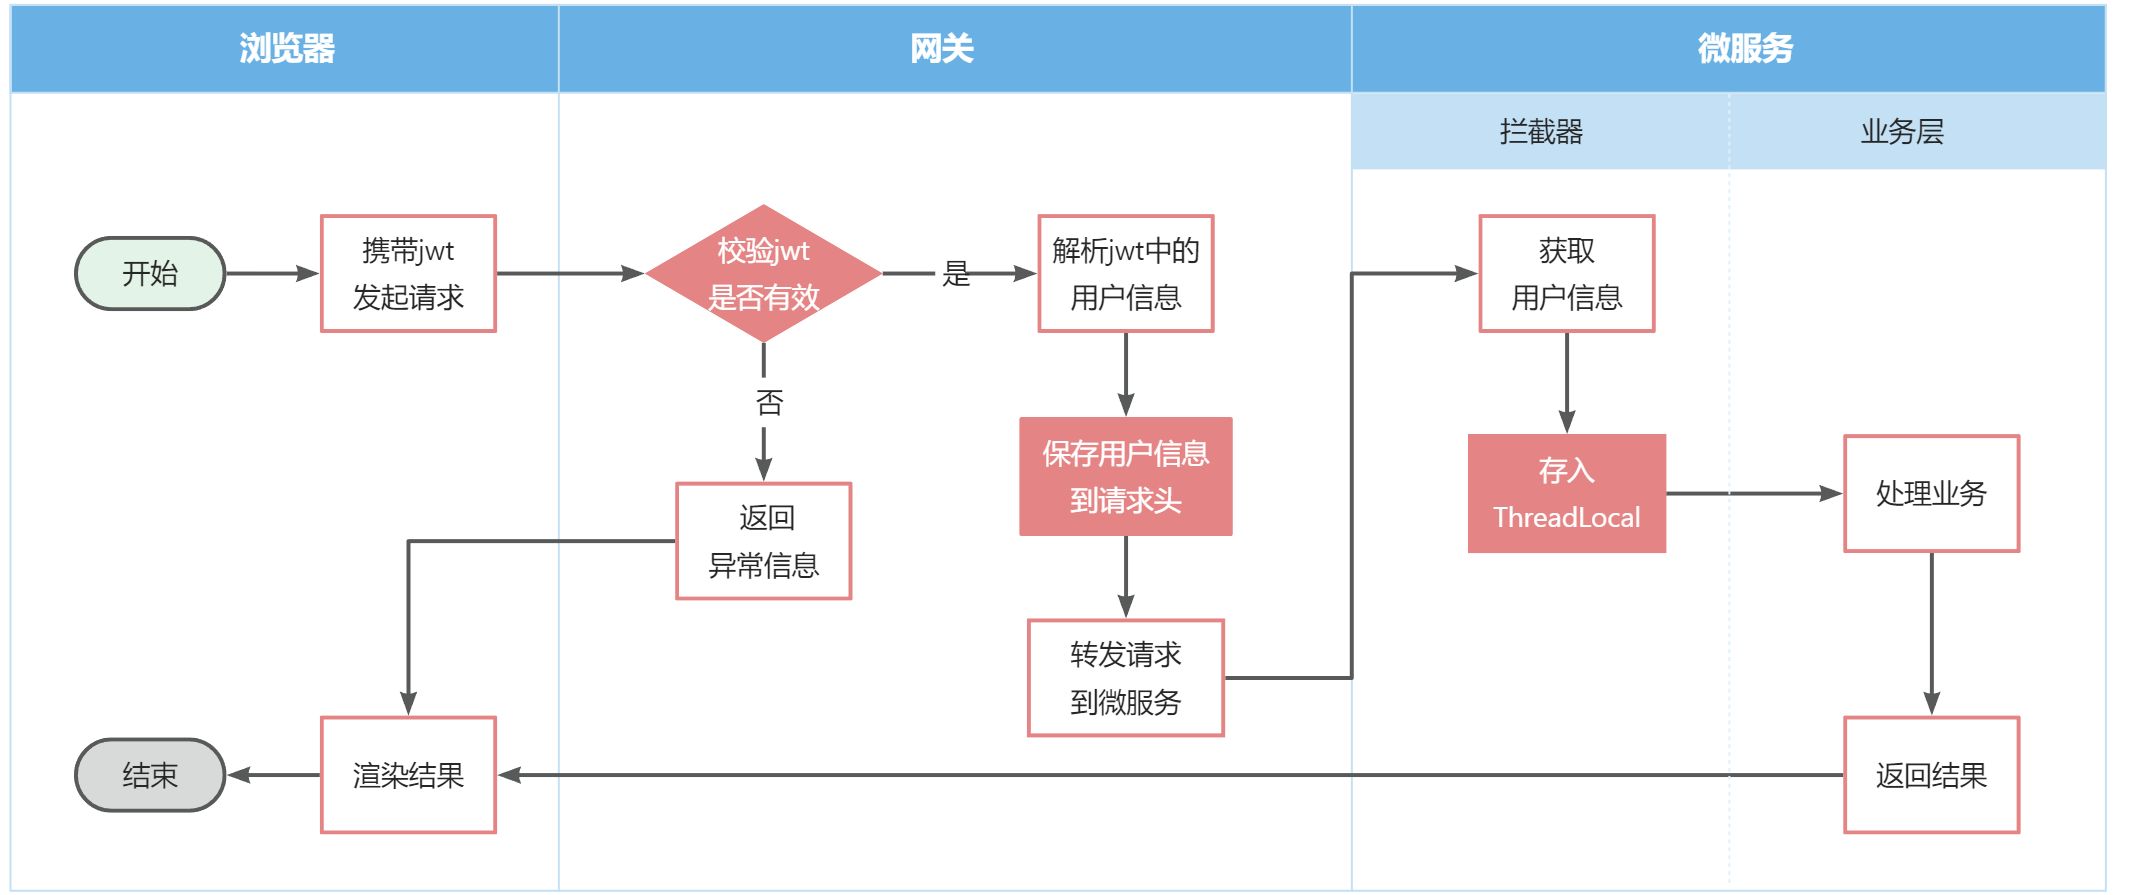 浏览器
网关
微服务
拦截器
业务层
开始
携带jwt
发起请求
校验jwt
是否有效
是
解析jwt中的
用户信息
获取
用户信息
否
保存用户信息
到请求头
存入
ThreadLocal
处理业务
返回
异常信息
转发请求
到微服务
结束
渲染结果
返回结果